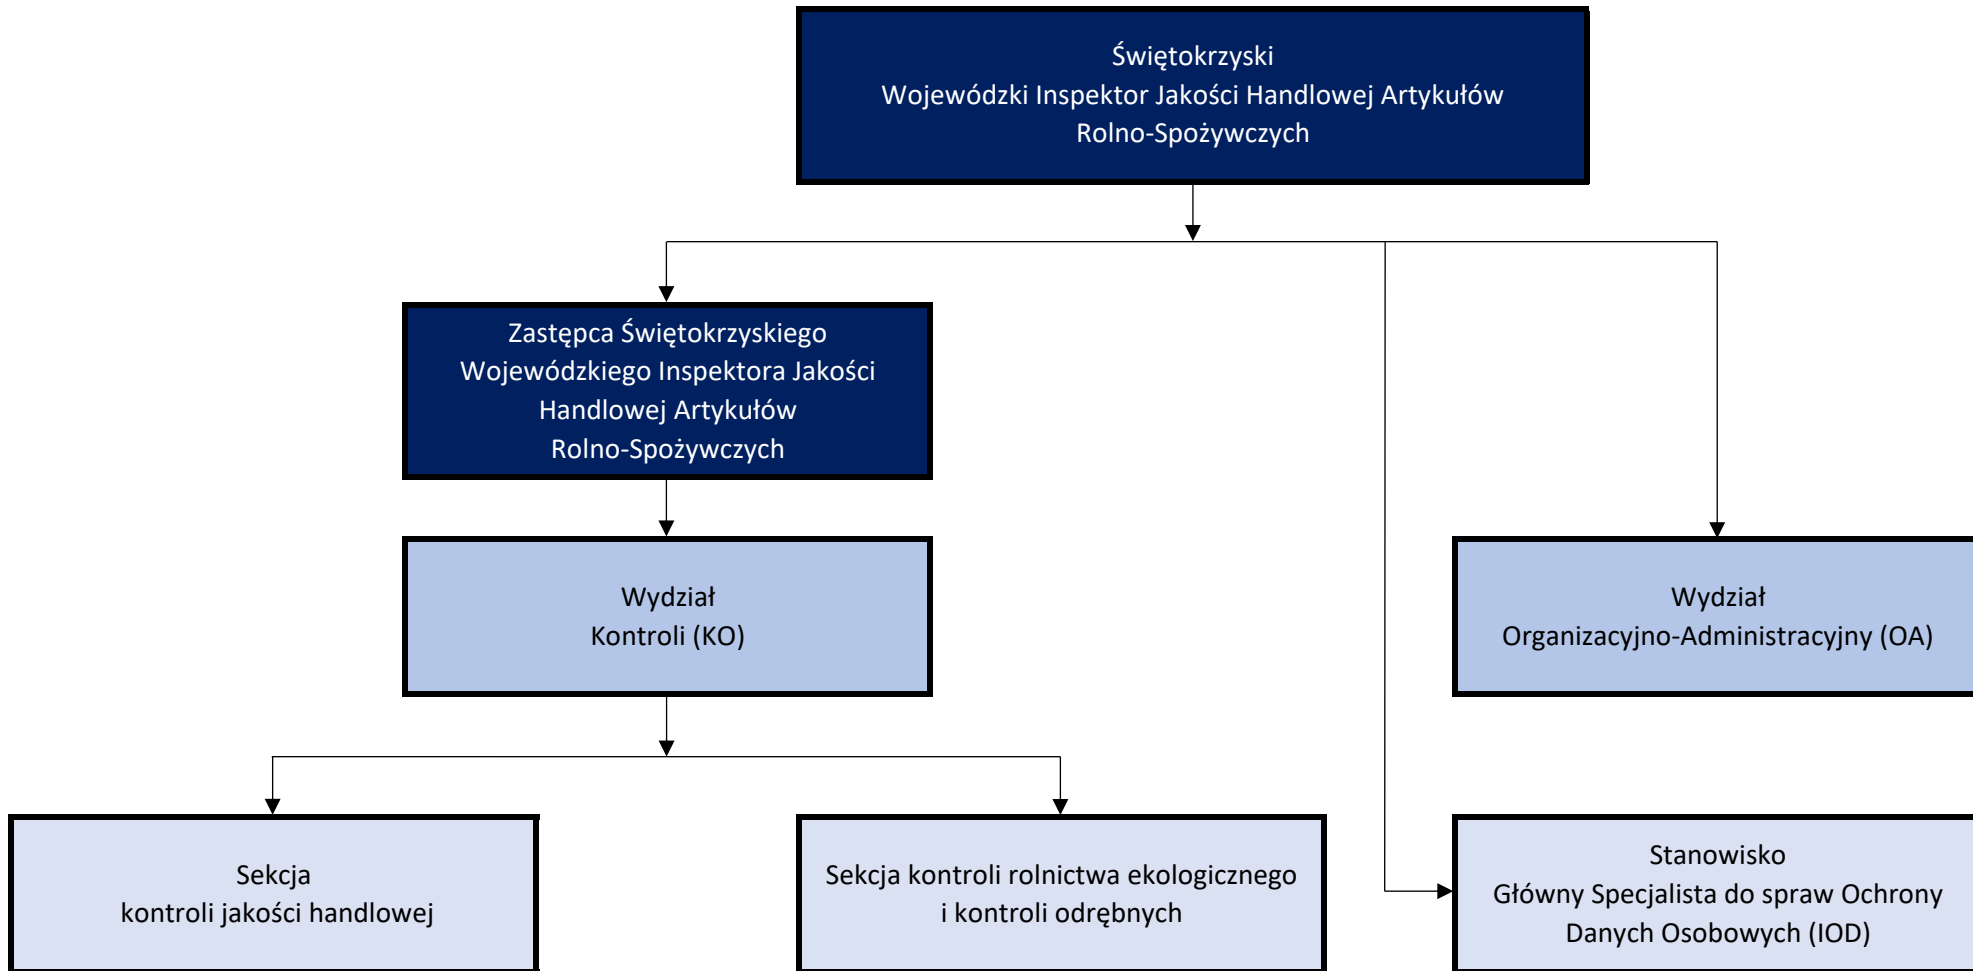 Świętokrzyski
Wojewódzki Inspektor Jakości Handlowej Artykułów
Rolno-Spożywczych
Zastępca Świętokrzyskiego
Wojewódzkiego Inspektora Jakości
Handlowej Artykułów
Rolno-Spożywczych
Wydział
Kontroli (KO)
Wydział
Organizacyjno-Administracyjny (OA)
Sekcja
kontroli jakości handlowej
Sekcja kontroli rolnictwa ekologicznego
i kontroli odrębnych
Stanowisko
Główny Specjalista do spraw Ochrony
Danych Osobowych (IOD)